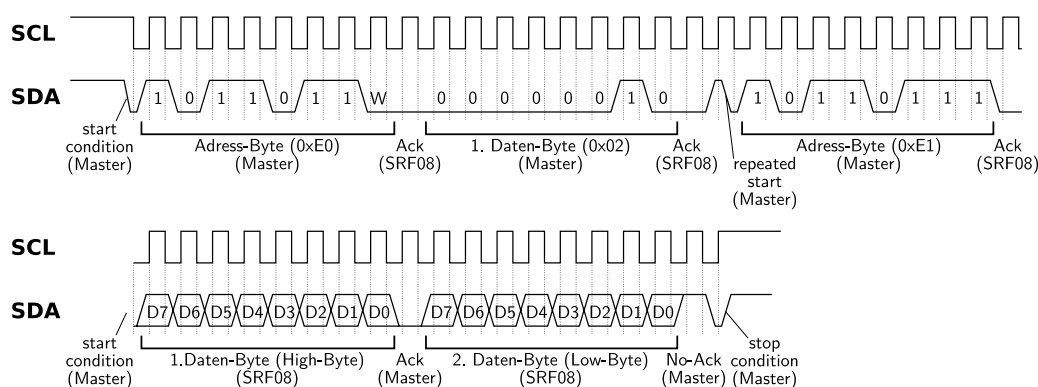 SCL
SDA
1 0 1 1 0 1 1 W 0 0 0 0 0 0 1 0 1 0 1 1 0 1 1 1
start
condition
(Master)
Adress-Byte (0xE0)
(Master)
Ack
(SRF08)
1. Daten-Byte (0x02)
(Master)
Ack
(SRF08)
repeated
start
(Master)
Adress-Byte (0xE1)
(Master)
Ack
(SRF08)
SCL
SDA
D7 D6 D5 D4 D3 D2 D1 D0 D7 D6 D5 D4 D3 D2 D1 D0
start
condition
(Master)
1.Daten-Byte (High-Byte)
(SRF08)
Ack
(Master)
2. Daten-Byte (Low-Byte)
(SRF08)
No-Ack
(Master)
stop
condition
(Master)